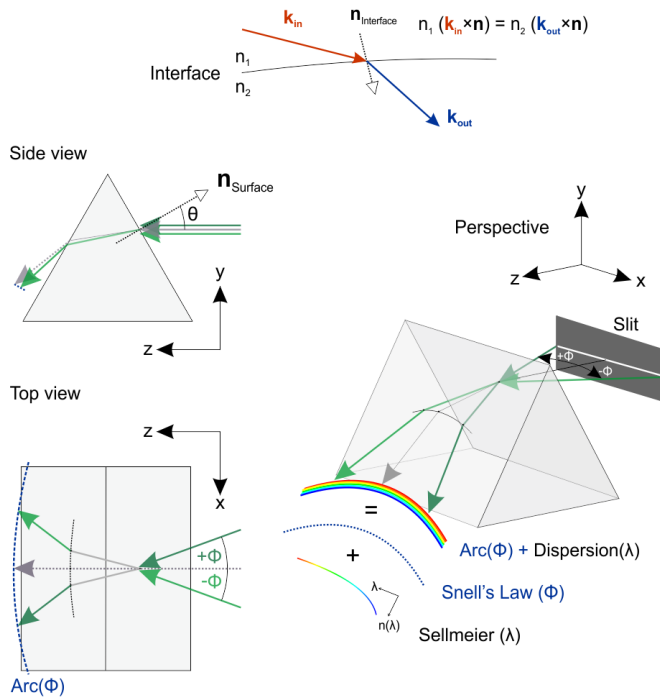 k_in
n_Interface
n₁ (k_in×n) = n₂ (k_out×n)
n₁
Interface
n₂
k_out
Side view
n_Surface
θ
y
z
Perspective
y
z
x
Slit
+Φ
-Φ
Top view
z
x
+Φ
-Φ
Arc(Φ)
=
Arc(Φ) + Dispersion(λ)
+
Snell's Law (Φ)
λ
n(λ)
Sellmeier (λ)